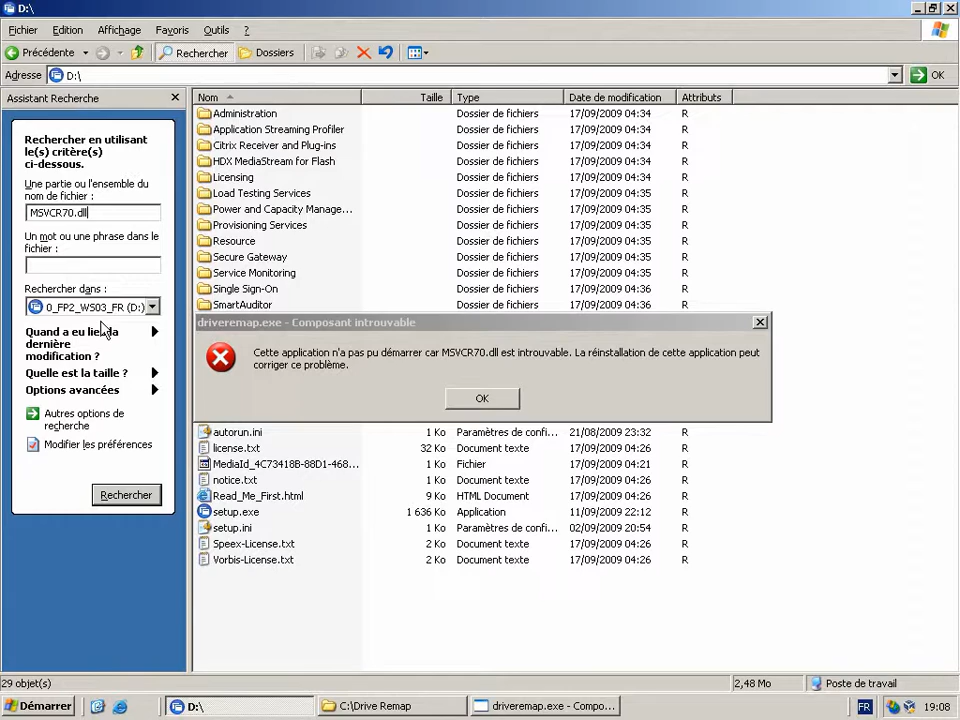 D:\
Fichier Edition Affichage Favoris Outils ?
Précédente Rechercher Dossiers
Adresse D:\ OK
Assistant Recherche
Rechercher en utilisant
le(s) critère(s)
ci-dessous.
Une partie ou l'ensemble du
nom de fichier :
MSVCR70.dll
Un mot ou une phrase dans le
fichier :
Rechercher dans :
0_FP2_WS03_FR (D:)
Quand a eu lieu la
dernière
modification ?
Quelle est la taille ?
Options avancées
Autres options de
recherche
Modifier les préférences
Rechercher
Nom Taille Type Date de modification Attributs
Administration Dossier de fichiers 17/09/2009 04:34 R
Application Streaming Profiler Dossier de fichiers 17/09/2009 04:34 R
Citrix Receiver and Plug-ins Dossier de fichiers 17/09/2009 04:34 R
HDX MediaStream for Flash Dossier de fichiers 17/09/2009 04:34 R
Licensing Dossier de fichiers 17/09/2009 04:34 R
Load Testing Services Dossier de fichiers 17/09/2009 04:35 R
Power and Capacity Manage... Dossier de fichiers 17/09/2009 04:35 R
Provisioning Services Dossier de fichiers 17/09/2009 04:35 R
Resource Dossier de fichiers 17/09/2009 04:35 R
Secure Gateway Dossier de fichiers 17/09/2009 04:35 R
Service Monitoring Dossier de fichiers 17/09/2009 04:35 R
Single Sign-On Dossier de fichiers 17/09/2009 04:35 R
SmartAuditor Dossier de fichiers 17/09/2009 04:35 R
driveremap.exe - Composant introuvable
Cette application n'a pas pu démarrer car MSVCR70.dll est introuvable. La réinstallation de cette application peut
corriger ce problème.
OK
autorun.ini 1 Ko Paramètres de confi... 21/08/2009 23:32 R
license.txt 32 Ko Document texte 17/09/2009 04:26 R
MediaId_4C73418B-88D1-468... 1 Ko Fichier 17/09/2009 04:21 R
notice.txt 2 Ko Document texte 17/09/2009 04:26 R
Read_Me_First.html 9 Ko HTML Document 17/09/2009 04:26 R
setup.exe 1 636 Ko Application 11/09/2009 22:12 R
setup.ini 1 Ko Paramètres de confi... 02/09/2009 20:54 R
Speex-License.txt 2 Ko Document texte 17/09/2009 04:26 R
Vorbis-License.txt 2 Ko Document texte 17/09/2009 04:26 R
29 objet(s) 2,48 Mo Poste de travail
Démarrer D:\ C:\Drive Remap driveremap.exe - Compo... FR 19:08